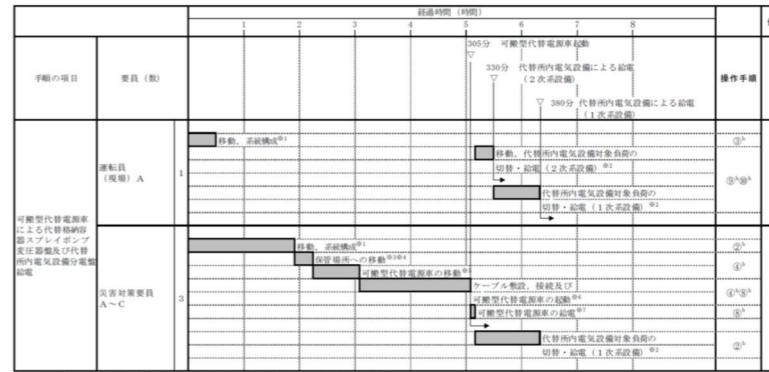 経過時間（時間）
1 2 3 4 5 6 7 8
手順の項目
要員（数）
305分 可搬型代替電源車起動
▽
330分 代替所内電気設備による給電
▽ （２次系設備）
▽ 380分 代替所内電気設備による給電
（１次系設備）
操作手順
可搬型代替電源車
による代替格納容
器スプレイポンプ
変圧器盤及び代替
所内電気設備分電盤
給電
運転員
（現場）A
1
移動，系統構成※1
③ʰ
移動，代替所内電気設備対象負荷の
切替・給電（２次系設備）※2
代替所内電気設備対象負荷の
切替・給電（１次系設備）※2
災害対策要員
A～C
3
移動，系統構成※1
②ʰ
保管場所への移動※3※4
可搬型代替電源車の移動※5
④ʰ
ケーブル敷設，接続及び
可搬型代替電源車の起動※6
可搬型代替電源車の給電※7
⑧ʰ
代替所内電気設備対象負荷の
切替・給電（１次系設備）※2
②ʰ